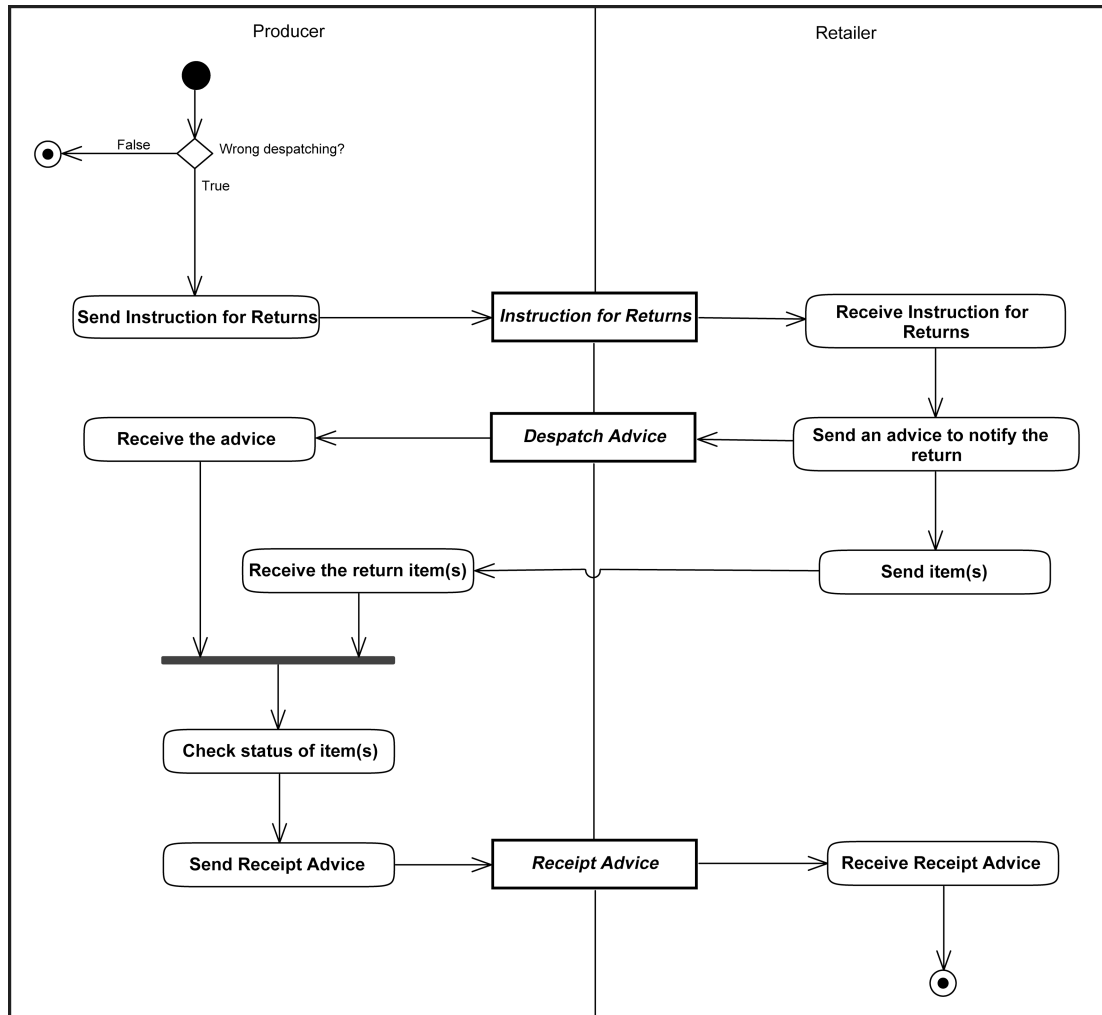 Producer
Retailer
False
Wrong despatching?
True
Send Instruction for Returns
Instruction for Returns
Receive Instruction for
Returns
Receive the advice
Despatch Advice
Send an advice to notify the
return
Receive the return item(s)
Send item(s)
Check status of item(s)
Send Receipt Advice
Receipt Advice
Receive Receipt Advice